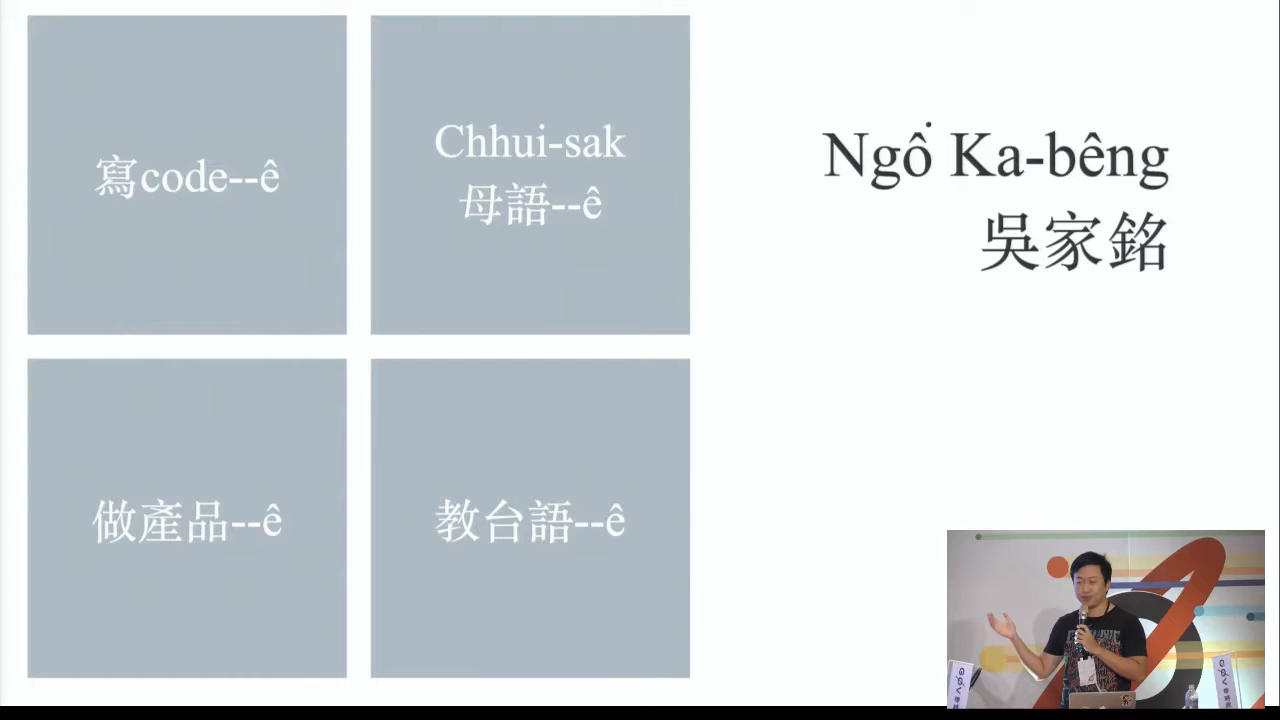 寫code--ê
Chhui-sak
母語--ê
做產品--ê
教台語--ê
Ngô͘ Ka-bêng
吳家銘